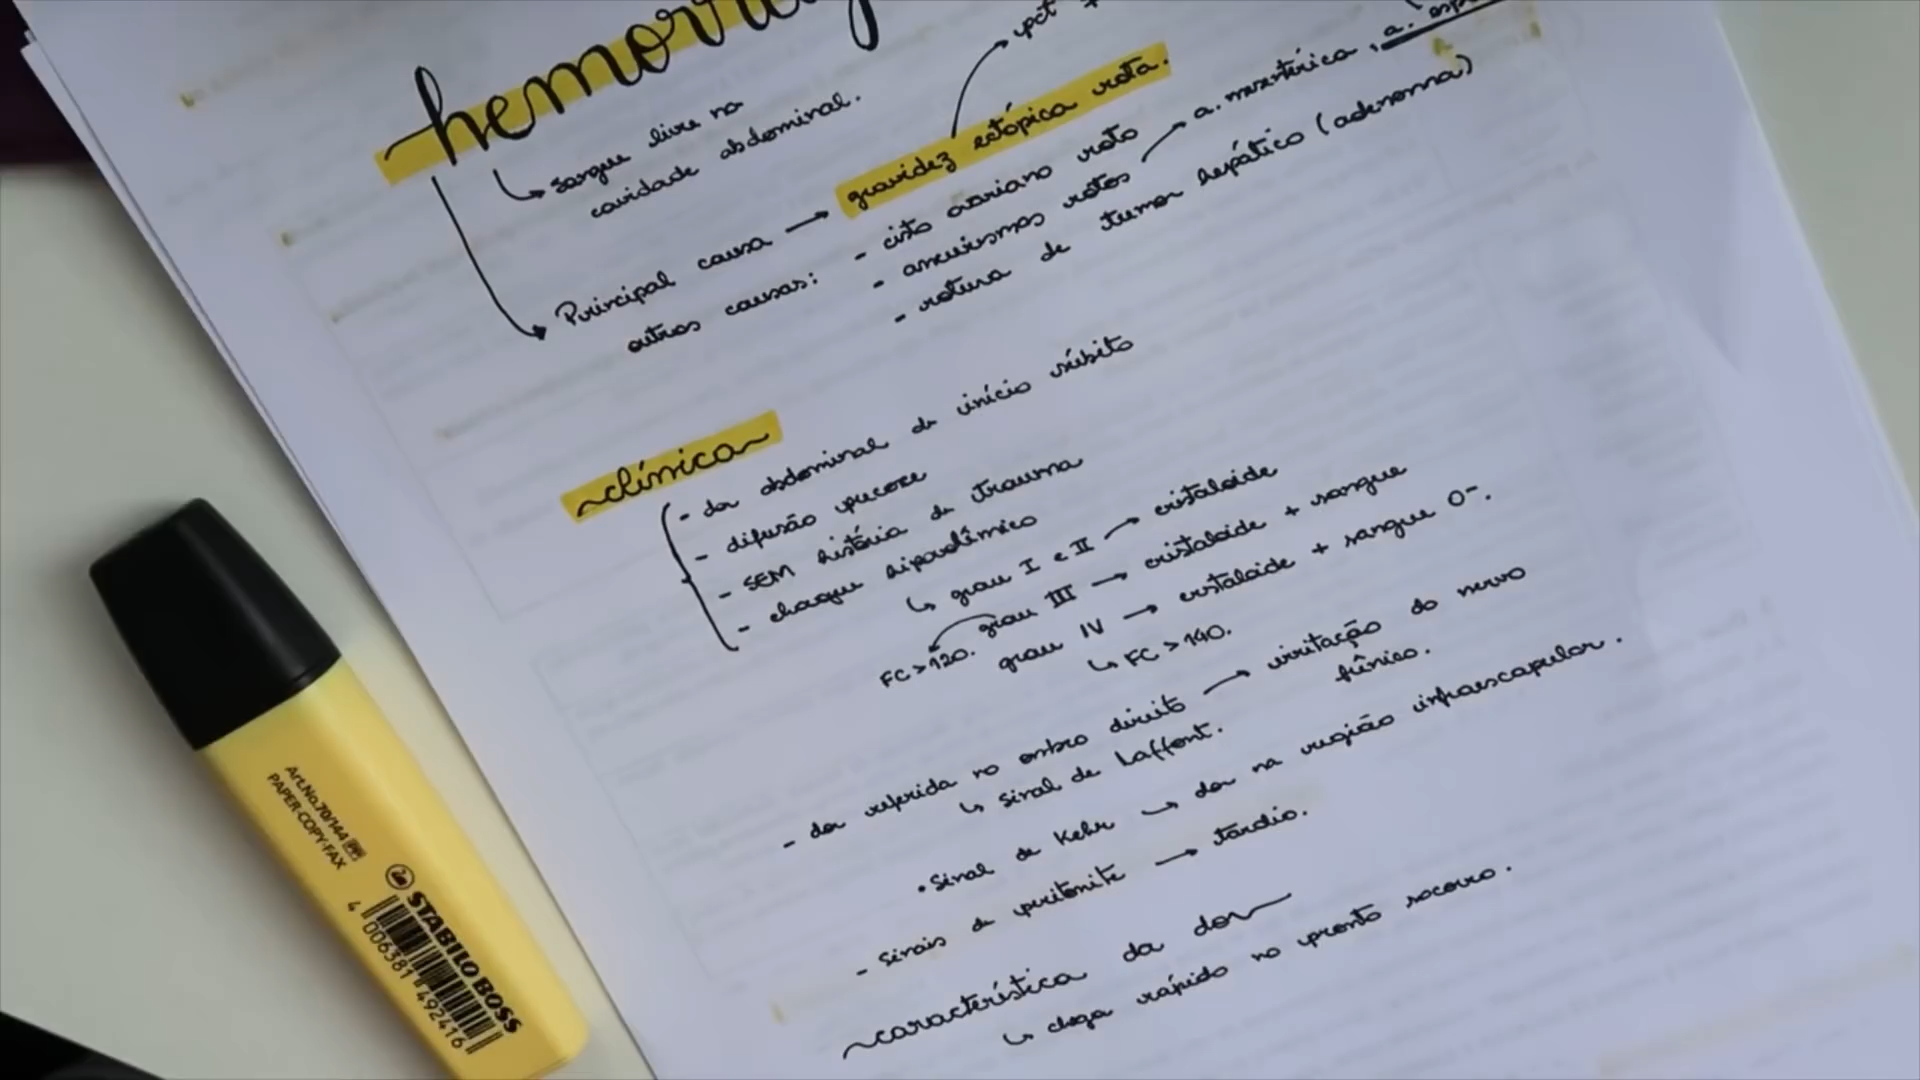 sangue livre na
cavidade abdominal.
Principal causa → gravidez ectópica rota.
outras causas: - cisto ovariano roto
- aneurismas rotos → a. mesentérica, a.
- rotura de tumor hepático (adenoma)
clínica
- dor abdominal de início súbito
- difusão precoce
- SEM história de trauma
- choque hipovolêmico
↳ grau I e II → cristaloide
grau III → cristaloide + sangue
FC > 120.
grau IV → cristaloide + sangue O-.
↳ FC > 140.
- dor referida no ombro direito → irritação do nervo
frênico.
↳ sinal de Laffont.
• sinal de Kehr → dor na região infraescapular.
- sinais de peritonite → tardio.
característica da dor
↳ chega rápido no pronto socorro.
Art.No.70/144
PAPER-COPY-FAX
STABILO BOSS
4 006381 492416